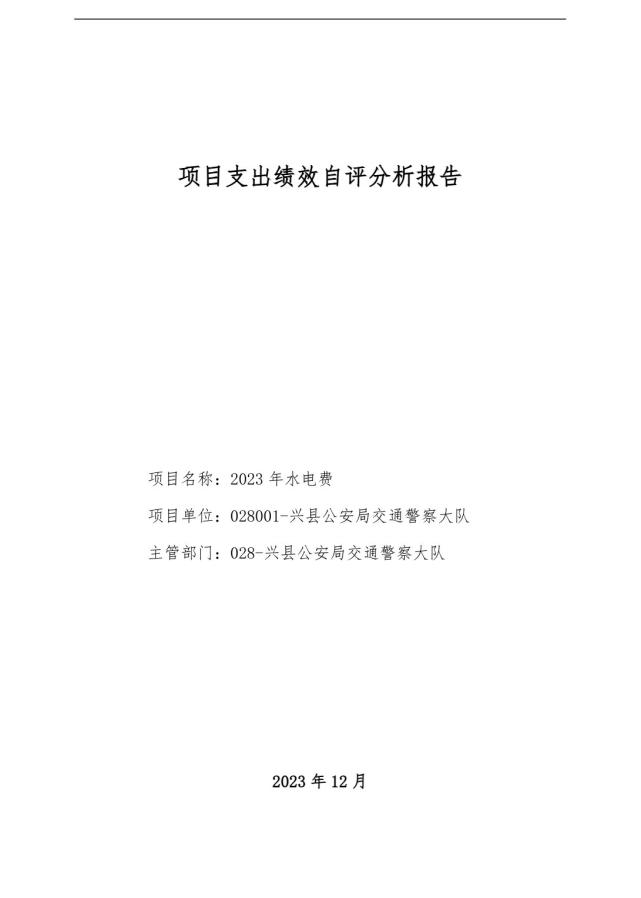 项目支出绩效自评分析报告
项目名称：2023 年水电费
项目单位：028001-兴县公安局交通警察大队
主管部门：028-兴县公安局交通警察大队
2023 年 12 月